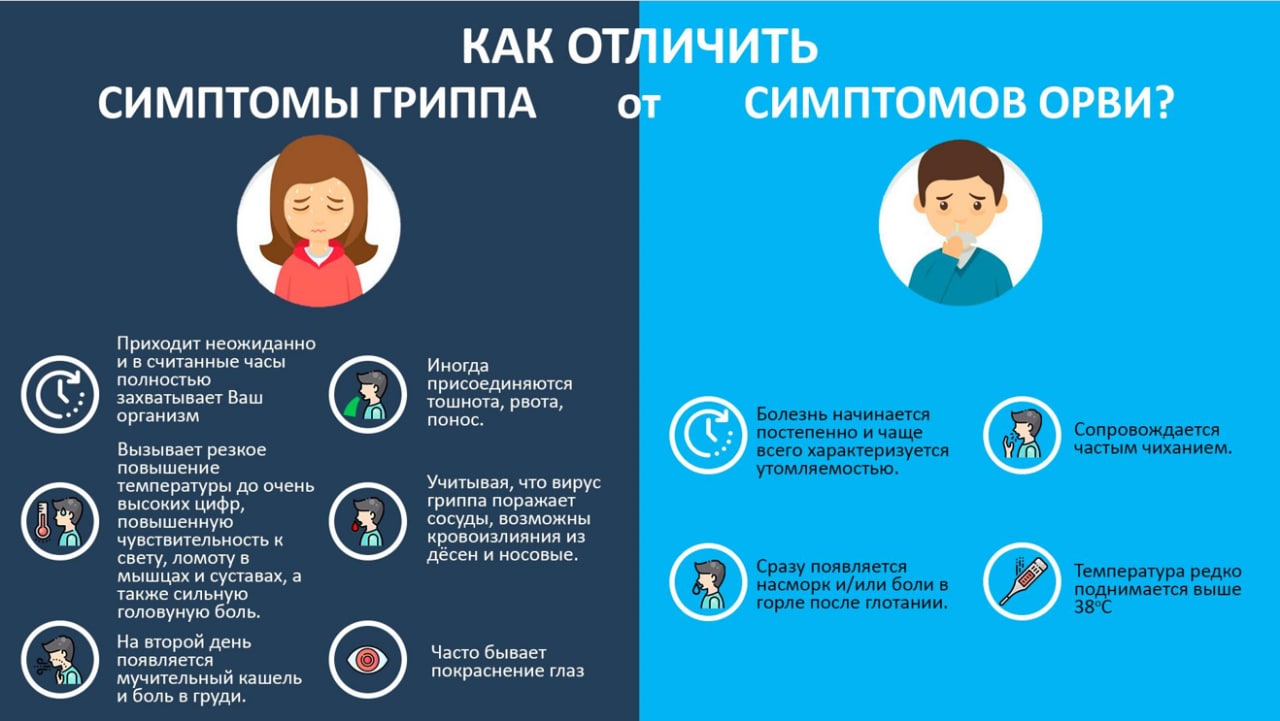 КАК ОТЛИЧИТЬ
СИМПТОМЫ ГРИППА от СИМПТОМОВ ОРВИ?
Приходит неожиданно
и в считанные часы
полностью
захватывает Ваш
организм
Вызывает резкое
повышение
температуры до очень
высоких цифр,
повышенную
чувствительность к
свету, ломоту в
мышцах и суставах, а
также сильную
головуную боль.
На второй день
появляется
мучительный кашель
и боль в груди.
Иногда
присоединяются
тошнота, рвота,
понос.
Учитывая, что вирус
гриппа поражает
сосуды, возможны
кровоизлияния из
дёсен и носовые.
Часто бывает
покраснение глаз
Болезнь начинается
постепенно и чаще
всего характеризуется
утомляемостью.
Сразу появляется
насморк и/или боли в
горле после глотании.
Сопровождается
частым чиханием.
Температура редко
поднимается выше
38°С